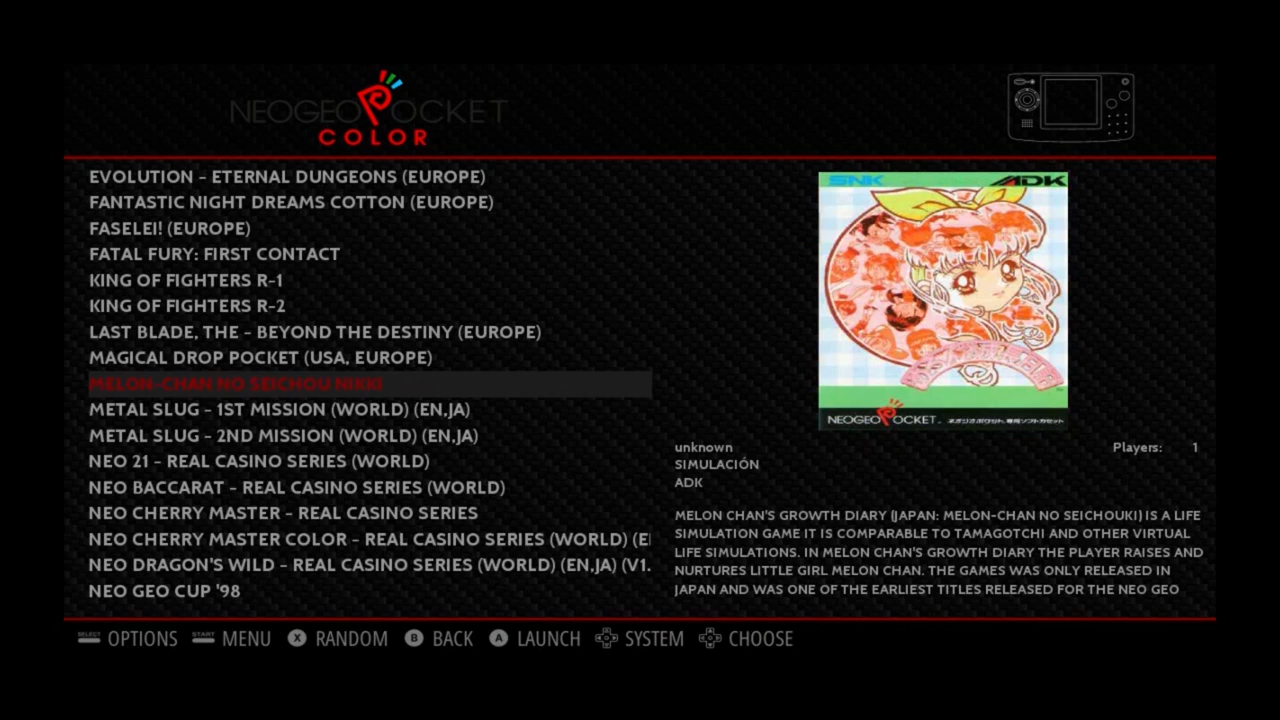 NEOGEO POCKET
COLOR
EVOLUTION - ETERNAL DUNGEONS (EUROPE)
FANTASTIC NIGHT DREAMS COTTON (EUROPE)
FASELEI! (EUROPE)
FATAL FURY: FIRST CONTACT
KING OF FIGHTERS R-1
KING OF FIGHTERS R-2
LAST BLADE, THE - BEYOND THE DESTINY (EUROPE)
MAGICAL DROP POCKET (USA, EUROPE)
MELON-CHAN NO SEICHOU NIKKI
METAL SLUG - 1ST MISSION (WORLD) (EN,JA)
METAL SLUG - 2ND MISSION (WORLD) (EN,JA)
NEO 21 - REAL CASINO SERIES (WORLD)
NEO BACCARAT - REAL CASINO SERIES (WORLD)
NEO CHERRY MASTER - REAL CASINO SERIES
NEO CHERRY MASTER COLOR - REAL CASINO SERIES (WORLD) (E
NEO DRAGON'S WILD - REAL CASINO SERIES (WORLD) (EN,JA) (V1.
NEO GEO CUP '98
SNK ADK
NEOGEO POCKET
unknown Players: 1
SIMULACIÓN
ADK
MELON CHAN'S GROWTH DIARY (JAPAN: MELON-CHAN NO SEICHOUKI) IS A LIFE
SIMULATION GAME IT IS COMPARABLE TO TAMAGOTCHI AND OTHER VIRTUAL
LIFE SIMULATIONS. IN MELON CHAN'S GROWTH DIARY THE PLAYER RAISES AND
NURTURES LITTLE GIRL MELON CHAN. THE GAMES WAS ONLY RELEASED IN
JAPAN AND WAS ONE OF THE EARLIEST TITLES RELEASED FOR THE NEO GEO
SELECT OPTIONS START MENU X RANDOM B BACK A LAUNCH SYSTEM CHOOSE